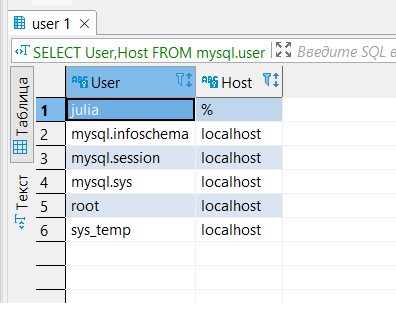 user 1
SELECT User,Host FROM mysql.user
Введите SQL в
Таблица
Текст
User Host
1 julia %
2 mysql.infoschema localhost
3 mysql.session localhost
4 mysql.sys localhost
5 root localhost
6 sys_temp localhost